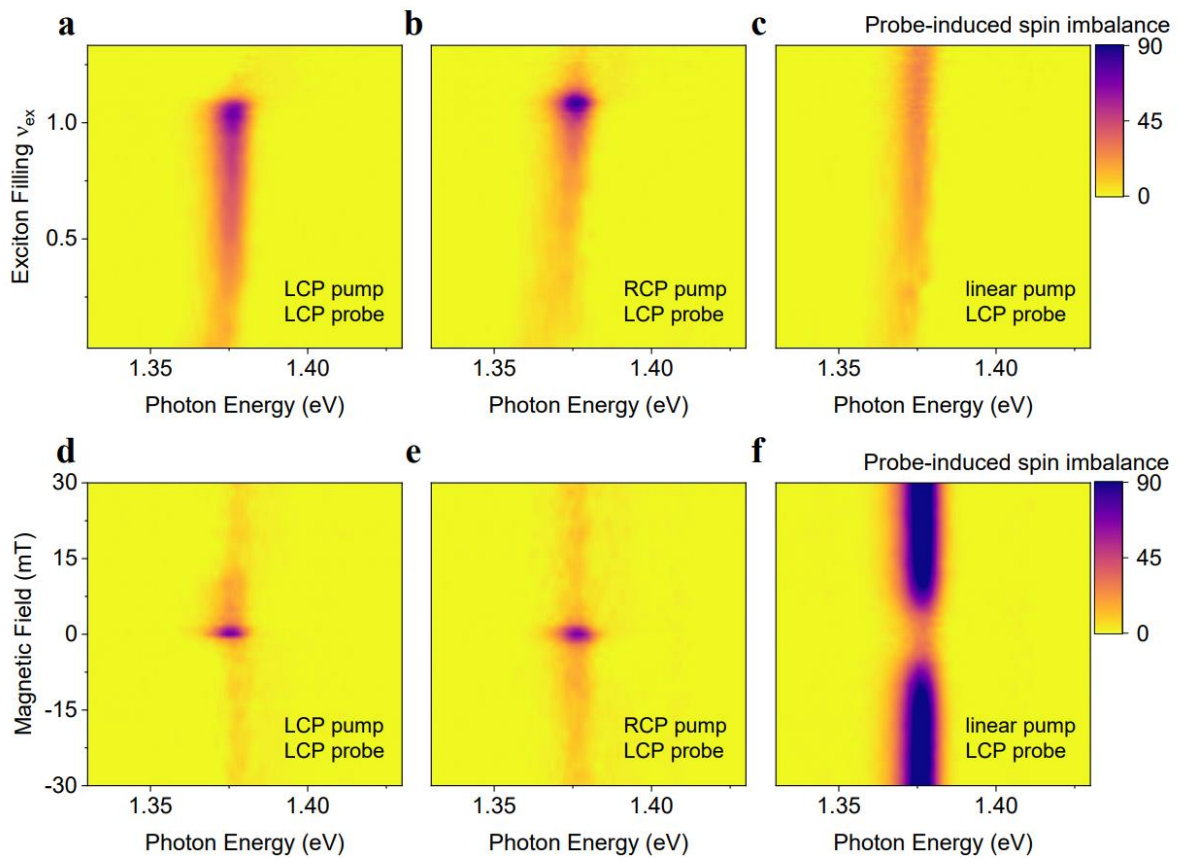 a
b
c
Probe-induced spin imbalance
90
45
0
Exciton Filling νex
1.0
0.5
LCP pump
LCP probe
RCP pump
LCP probe
linear pump
LCP probe
1.35
1.40
1.35
1.40
1.35
1.40
Photon Energy (eV)
Photon Energy (eV)
Photon Energy (eV)
d
e
f
Probe-induced spin imbalance
90
45
0
Magnetic Field (mT)
30
15
0
-15
-30
LCP pump
LCP probe
RCP pump
LCP probe
linear pump
LCP probe
1.35
1.40
1.35
1.40
1.35
1.40
Photon Energy (eV)
Photon Energy (eV)
Photon Energy (eV)